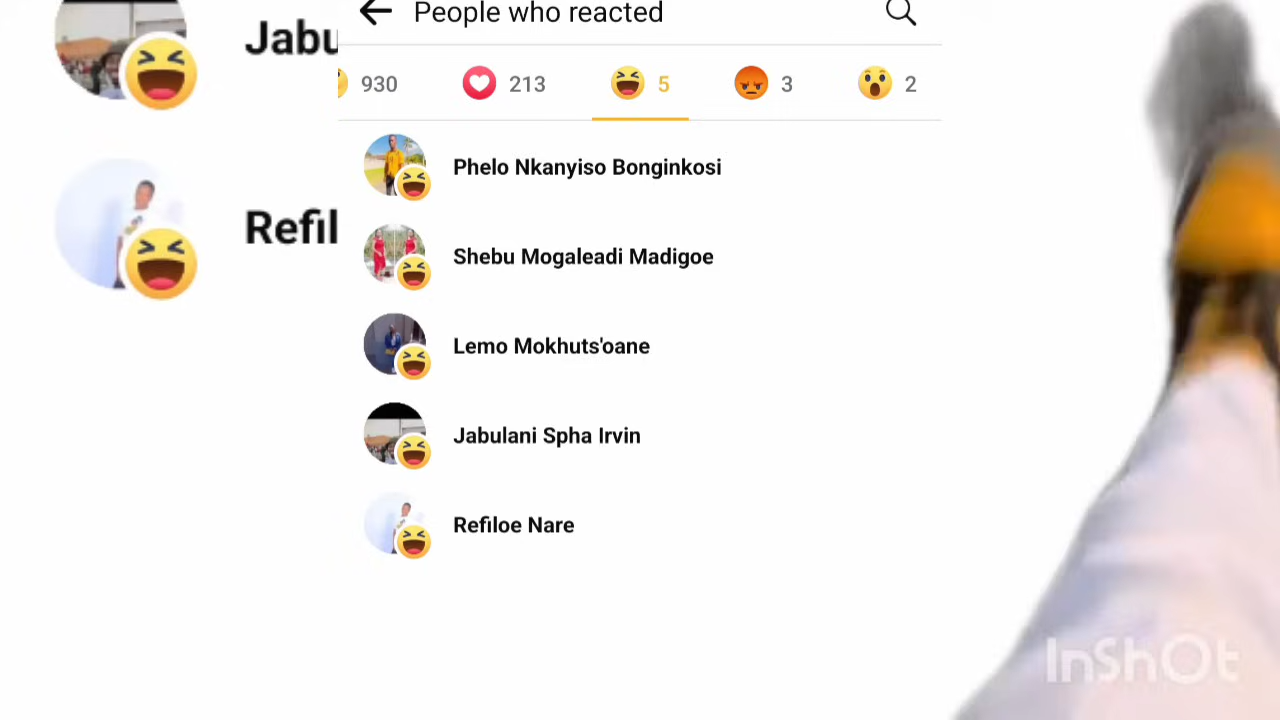 Jabu
Refil
People who reacted
930 213 5 3 2
Phelo Nkanyiso Bonginkosi
Shebu Mogaleadi Madigoe
Lemo Mokhuts'oane
Jabulani Spha Irvin
Refiloe Nare
InShOt